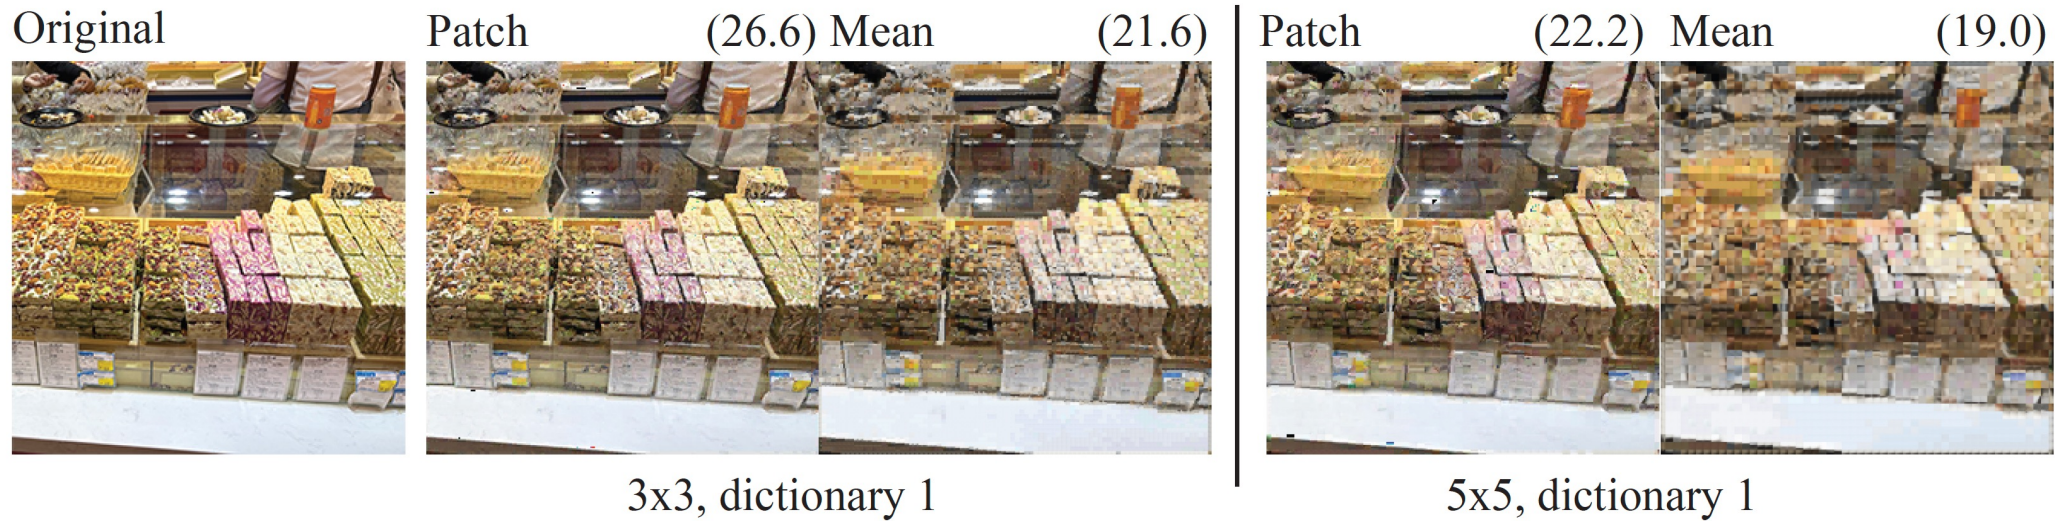 Original
Patch (26.6) Mean (21.6)
Patch (22.2) Mean (19.0)
3x3, dictionary 1
5x5, dictionary 1